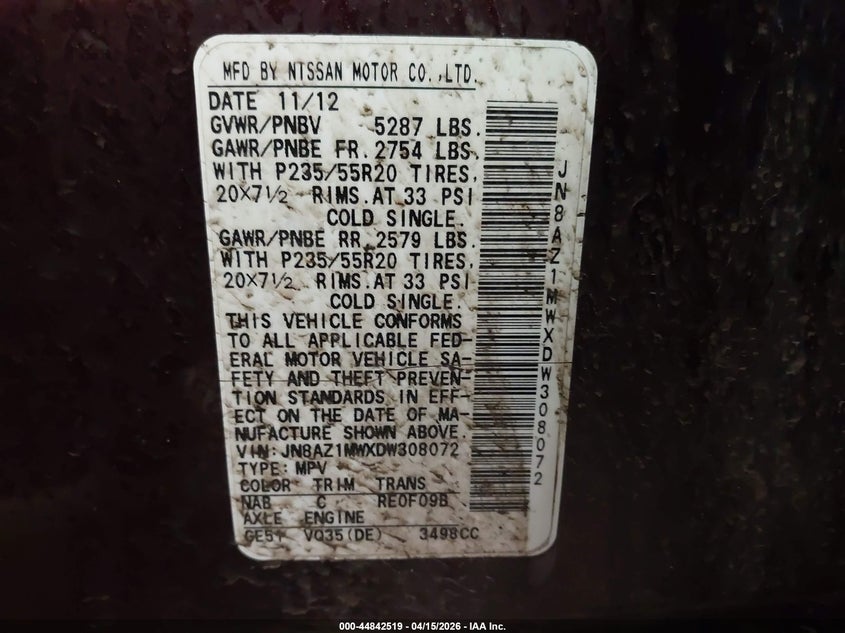 MFD BY NISSAN MOTOR CO.,LTD.
DATE 11/12
GVWR/PNBV 5287 LBS.
GAWR/PNBE FR. 2754 LBS.
WITH P235/55R20 TIRES,
20×7½ RIMS.AT 33 PSI
COLD SINGLE.
GAWR/PNBE RR. 2579 LBS.
WITH P235/55R20 TIRES,
20×7½ RIMS.AT 33 PSI
COLD SINGLE.
THIS VEHICLE CONFORMS
TO ALL APPLICABLE FED-
ERAL MOTOR VEHICLE SA-
FETY AND THEFT PREVEN-
TION STANDARDS IN EFF-
ECT ON THE DATE OF MA-
NUFACTURE SHOWN ABOVE.
VIN: JN8AZ1MWXDW308072
TYPE: MPV
COLOR TRIM TRANS
NAB C RE0F09B
AXLE ENGINE
VQ35(DE) 3498CC
JN8AZ1MWXDW308072
000-44842519 - 04/15/2026 - IAA Inc.